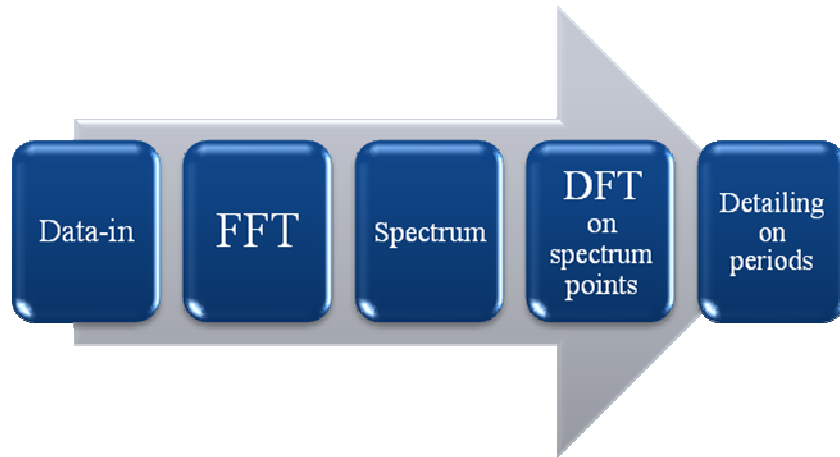 Data-in
FFT
Spectrum
DFT
on
spectrum
points
Detailing
on
periods